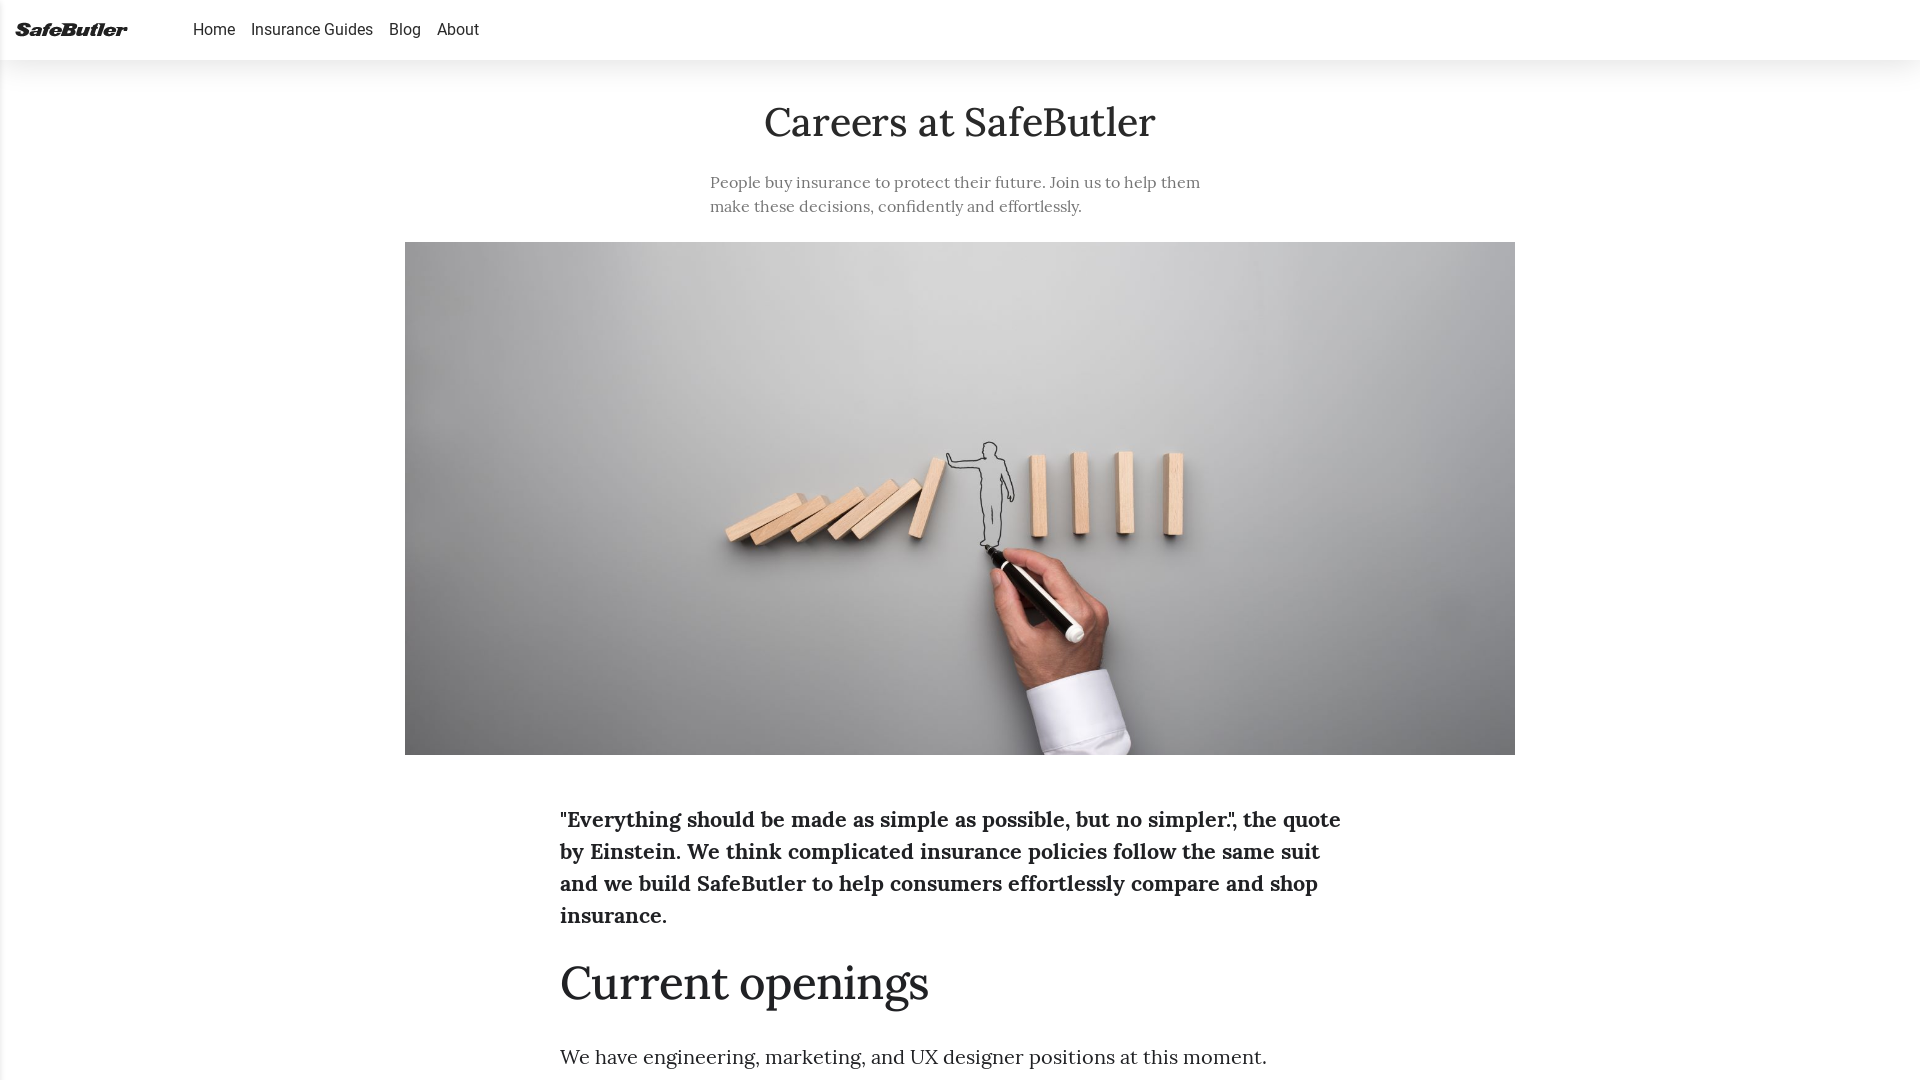 SafeButler
Home Insurance Guides Blog About
Careers at SafeButler
People buy insurance to protect their future. Join us to help them
make these decisions, confidently and effortlessly.
"Everything should be made as simple as possible, but no simpler.", the quote
by Einstein. We think complicated insurance policies follow the same suit
and we build SafeButler to help consumers effortlessly compare and shop
insurance.
Current openings
We have engineering, marketing, and UX designer positions at this moment.